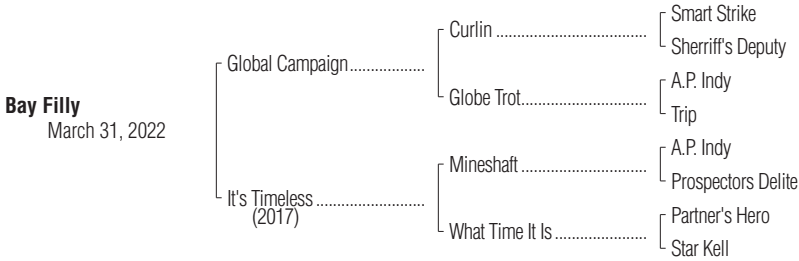 Smart Strike
Curlin
Sherriff's Deputy
Global Campaign
A.P. Indy
Globe Trot
Trip
Bay Filly
March 31, 2022
A.P. Indy
Mineshaft
Prospectors Delite
It's Timeless
(2017)
Partner's Hero
What Time It Is
Star Kell